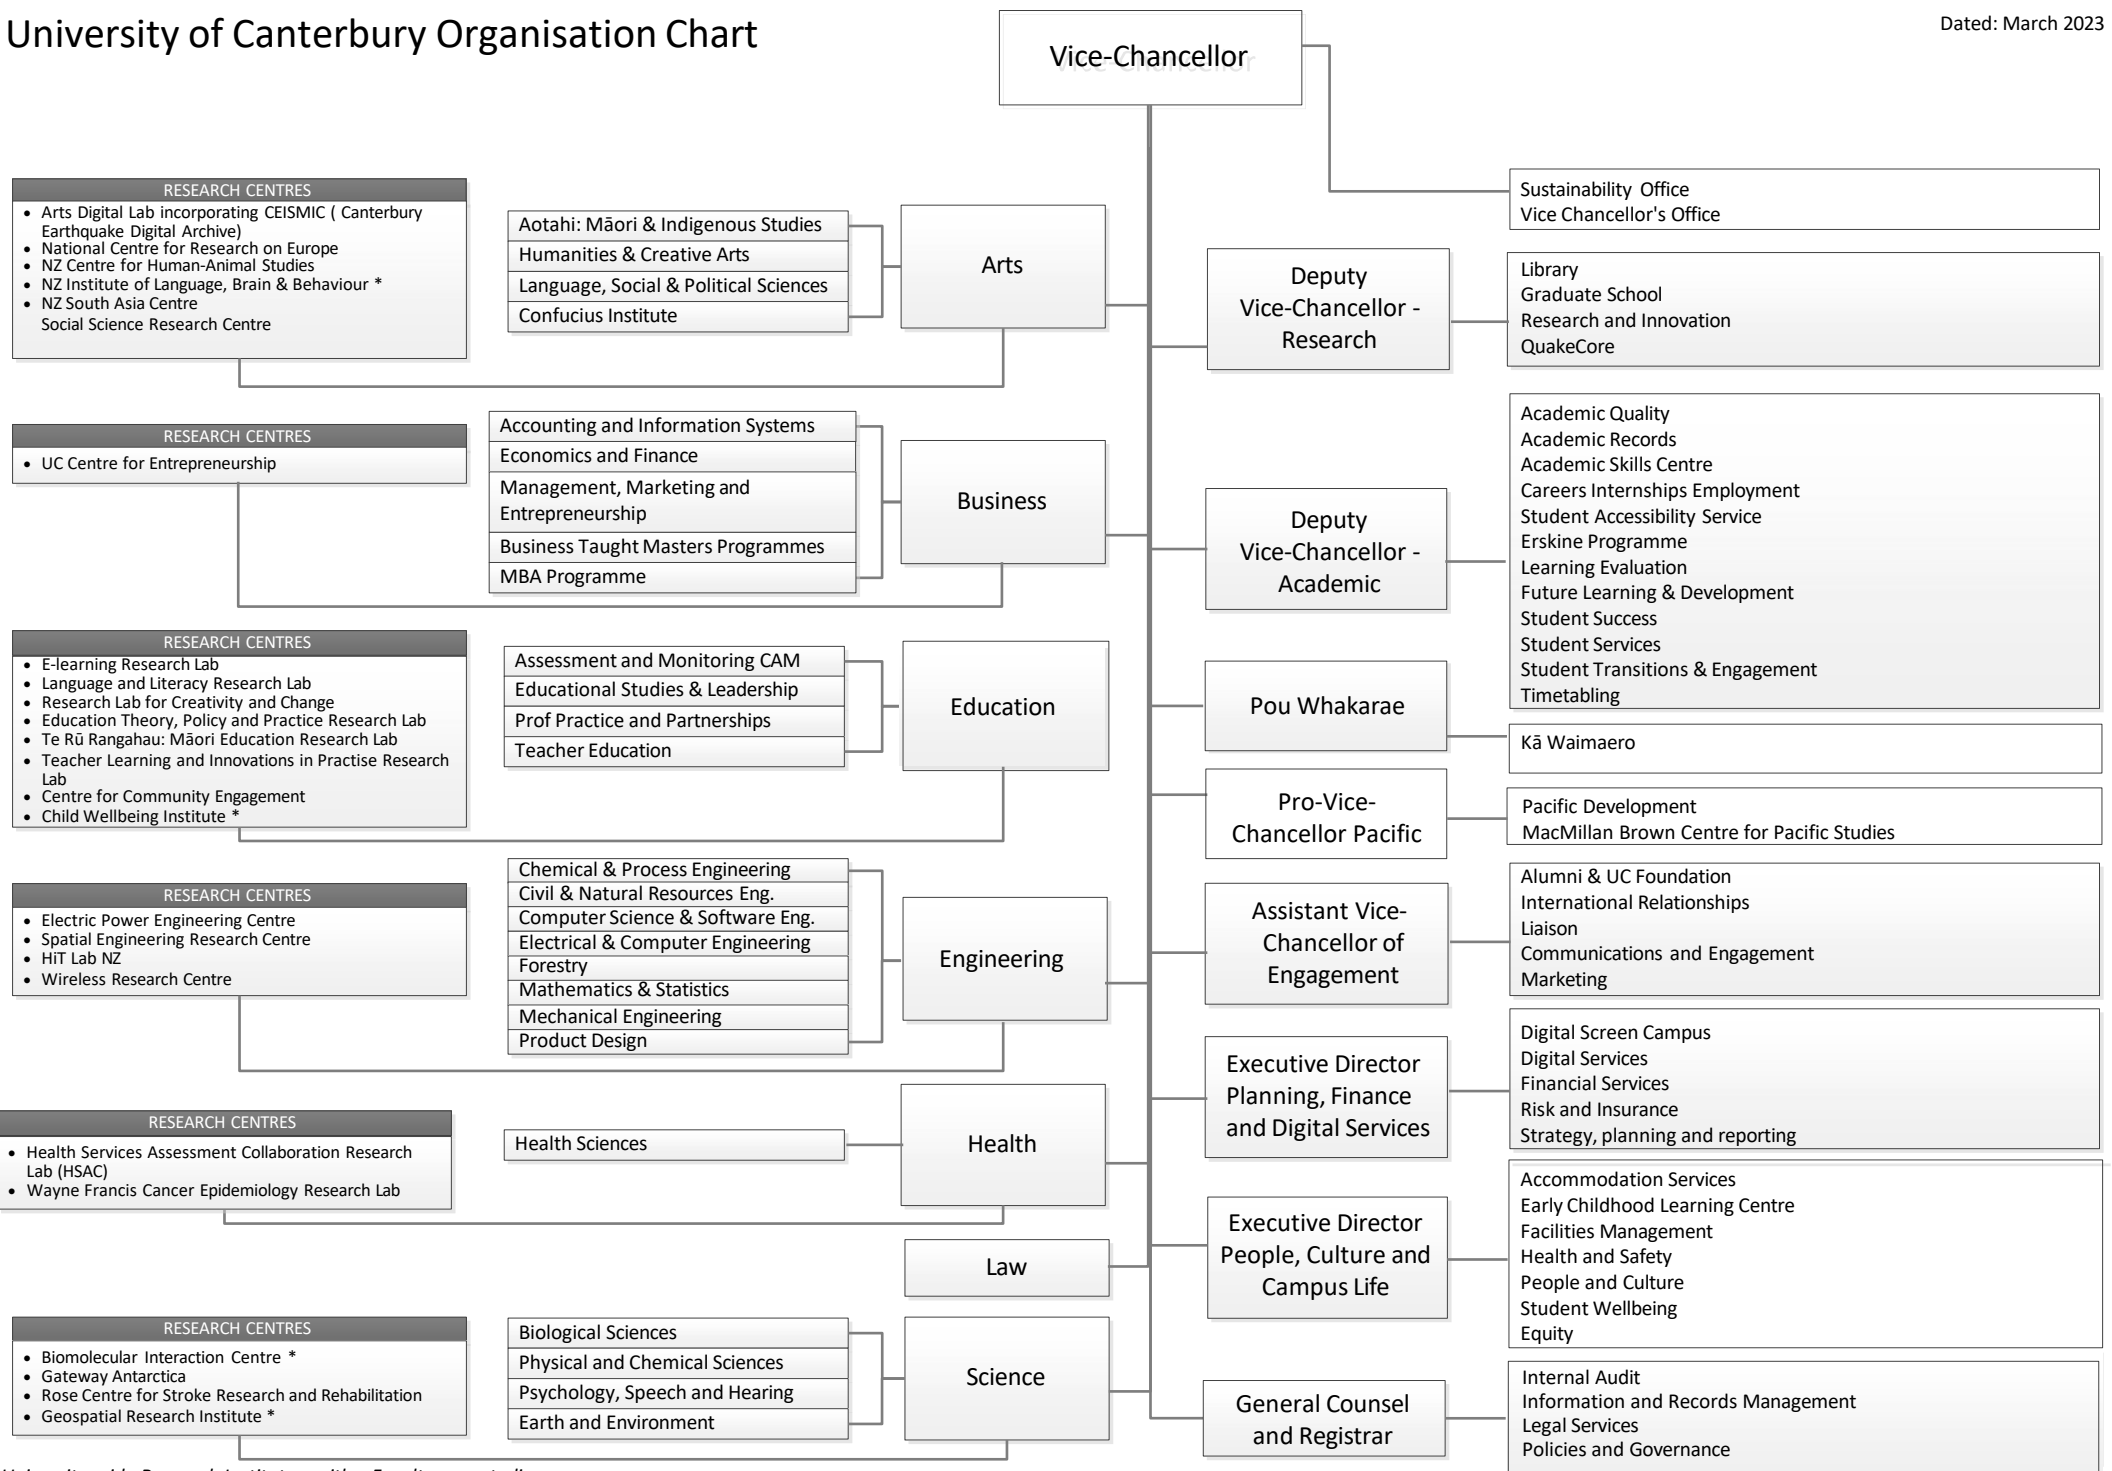 University of Canterbury Organisation Chart
Dated: March 2023
Vice-Chancellor
RESEARCH CENTRES
• Arts Digital Lab incorporating CEISMIC ( Canterbury
Earthquake Digital Archive)
• National Centre for Research on Europe
• NZ Centre for Human-Animal Studies
• NZ Institute of Language, Brain & Behaviour *
• NZ South Asia Centre
Social Science Research Centre
Aotahi: Māori & Indigenous Studies
Humanities & Creative Arts
Language, Social & Political Sciences
Confucius Institute
Arts
RESEARCH CENTRES
• UC Centre for Entrepreneurship
Accounting and Information Systems
Economics and Finance
Management, Marketing and
Entrepreneurship
Business Taught Masters Programmes
MBA Programme
Business
RESEARCH CENTRES
• E-learning Research Lab
• Language and Literacy Research Lab
• Research Lab for Creativity and Change
• Education Theory, Policy and Practice Research Lab
• Te Rū Rangahau: Māori Education Research Lab
• Teacher Learning and Innovations in Practise Research
Lab
• Centre for Community Engagement
• Child Wellbeing Institute *
Assessment and Monitoring CAM
Educational Studies & Leadership
Prof Practice and Partnerships
Teacher Education
Education
RESEARCH CENTRES
• Electric Power Engineering Centre
• Spatial Engineering Research Centre
• HiT Lab NZ
• Wireless Research Centre
Chemical & Process Engineering
Civil & Natural Resources Eng.
Computer Science & Software Eng.
Electrical & Computer Engineering
Forestry
Mathematics & Statistics
Mechanical Engineering
Product Design
Engineering
RESEARCH CENTRES
• Health Services Assessment Collaboration Research
Lab (HSAC)
• Wayne Francis Cancer Epidemiology Research Lab
Health Sciences
Health
Law
RESEARCH CENTRES
• Biomolecular Interaction Centre *
• Gateway Antarctica
• Rose Centre for Stroke Research and Rehabilitation
• Geospatial Research Institute *
Biological Sciences
Physical and Chemical Sciences
Psychology, Speech and Hearing
Earth and Environment
Science
Sustainability Office
Vice Chancellor's Office
Deputy
Vice-Chancellor -
Research
Library
Graduate School
Research and Innovation
QuakeCore
Deputy
Vice-Chancellor -
Academic
Academic Quality
Academic Records
Academic Skills Centre
Careers Internships Employment
Student Accessibility Service
Erskine Programme
Learning Evaluation
Future Learning & Development
Student Success
Student Services
Student Transitions & Engagement
Timetabling
Pou Whakarae
Kā Waimaero
Pro-Vice-
Chancellor Pacific
Pacific Development
MacMillan Brown Centre for Pacific Studies
Assistant Vice-
Chancellor of
Engagement
Alumni & UC Foundation
International Relationships
Liaison
Communications and Engagement
Marketing
Executive Director
Planning, Finance
and Digital Services
Digital Screen Campus
Digital Services
Financial Services
Risk and Insurance
Strategy, planning and reporting
Executive Director
People, Culture and
Campus Life
Accommodation Services
Early Childhood Learning Centre
Facilities Management
Health and Safety
People and Culture
Student Wellbeing
Equity
General Counsel
and Registrar
Internal Audit
Information and Records Management
Legal Services
Policies and Governance